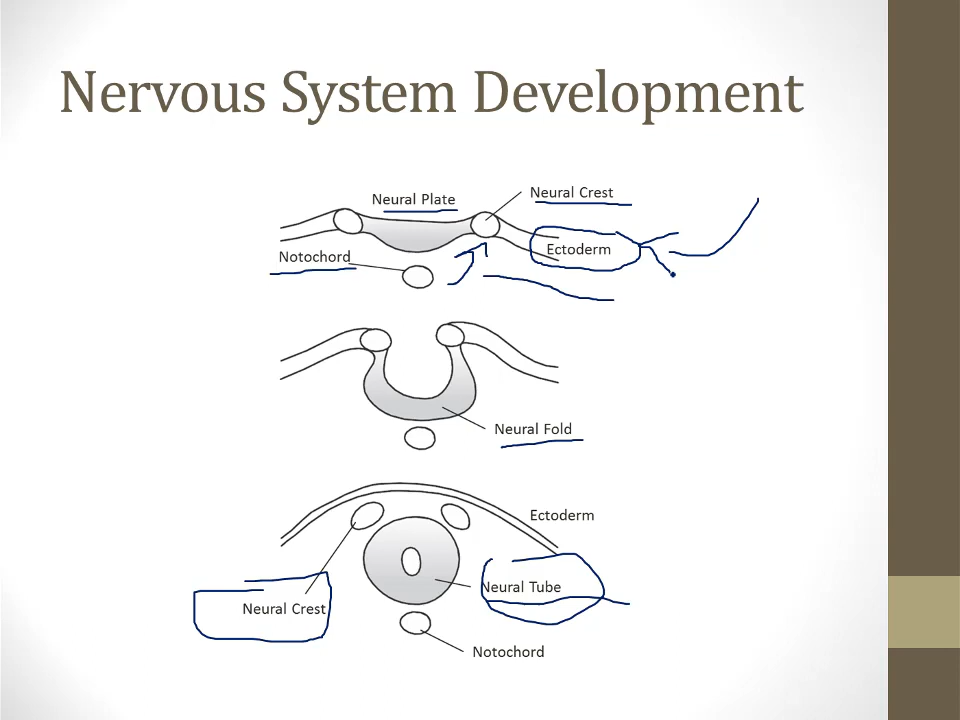 Nervous System Development
Neural Plate
Neural Crest
Notochord
Ectoderm
Neural Fold
Ectoderm
Neural Tube
Neural Crest
Notochord